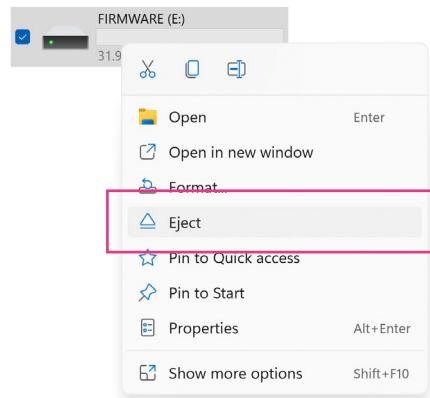 FIRMWARE (E:)
31.9
Open Enter
Open in new window
Format...
Eject
Pin to Quick access
Pin to Start
Properties Alt+Enter
Show more options Shift+F10